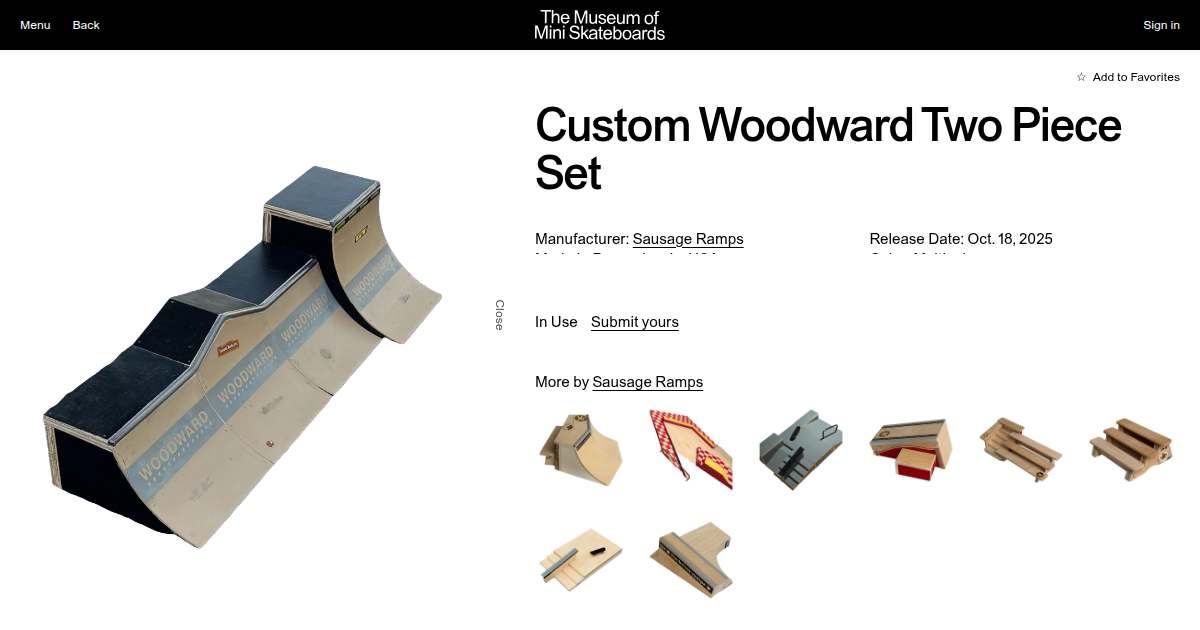 Menu
Back
The Museum of
Mini Skateboards
Sign in
☆ Add to Favorites
Custom Woodward Two Piece
Set
Manufacturer: Sausage Ramps
Release Date: Oct. 18, 2025
Close
In Use
Submit yours
More by Sausage Ramps
WOODWARD
WOODWARD
WOODWARD
WOODWARD